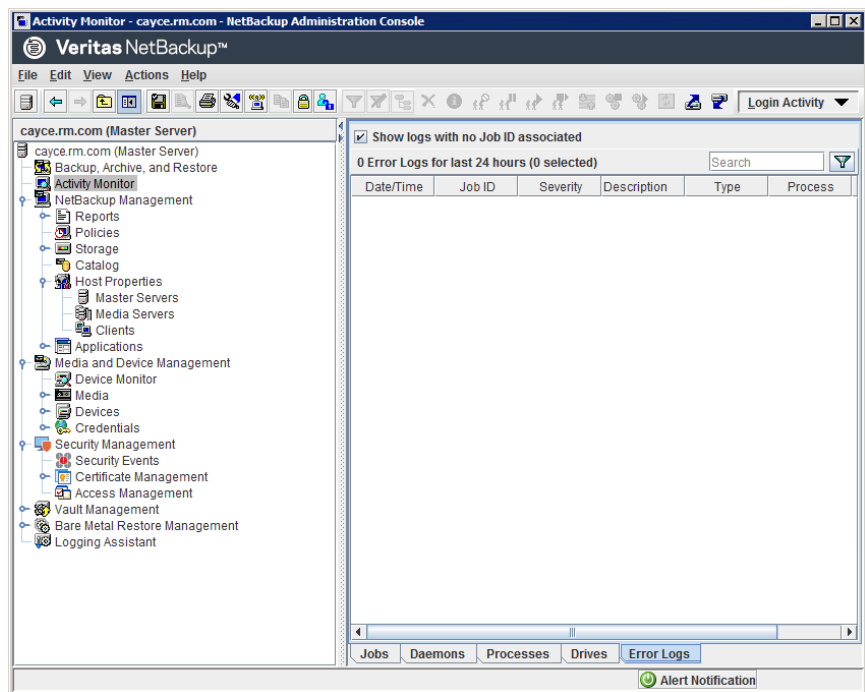 Activity Monitor - cayce.rm.com - NetBackup Administration Console
Veritas NetBackup™
File Edit View Actions Help
Login Activity
cayce.rm.com (Master Server)
cayce.rm.com (Master Server)
Backup, Archive, and Restore
Activity Monitor
NetBackup Management
Reports
Policies
Storage
Catalog
Host Properties
Master Servers
Media Servers
Clients
Applications
Media and Device Management
Device Monitor
Media
Devices
Credentials
Security Management
Security Events
Certificate Management
Access Management
Vault Management
Bare Metal Restore Management
Logging Assistant
Show logs with no Job ID associated
0 Error Logs for last 24 hours (0 selected)
Search
Date/Time Job ID Severity Description Type Process
Jobs Daemons Processes Drives Error Logs
Alert Notification